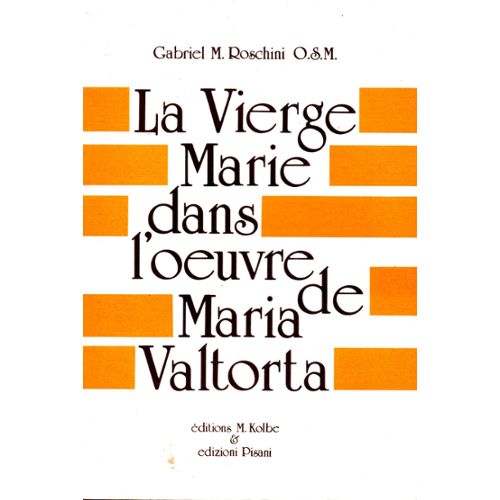 Gabriel M. Roschini O.S.M.
La Vierge
Marie
dans
l'oeuvre
de
Maria
Valtorta
éditions M. Kolbe
&
edizioni Pisani